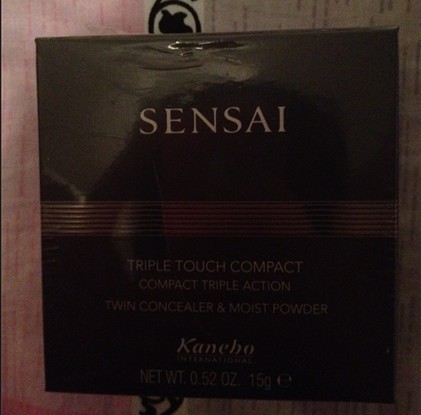 SENSAI
TRIPLE TOUCH COMPACT
COMPACT TRIPLE ACTION
TWIN CONCEALER & MOIST POWDER
Kanebo
INTERNATIONAL
NET WT. 0.52 OZ. 15g ℮